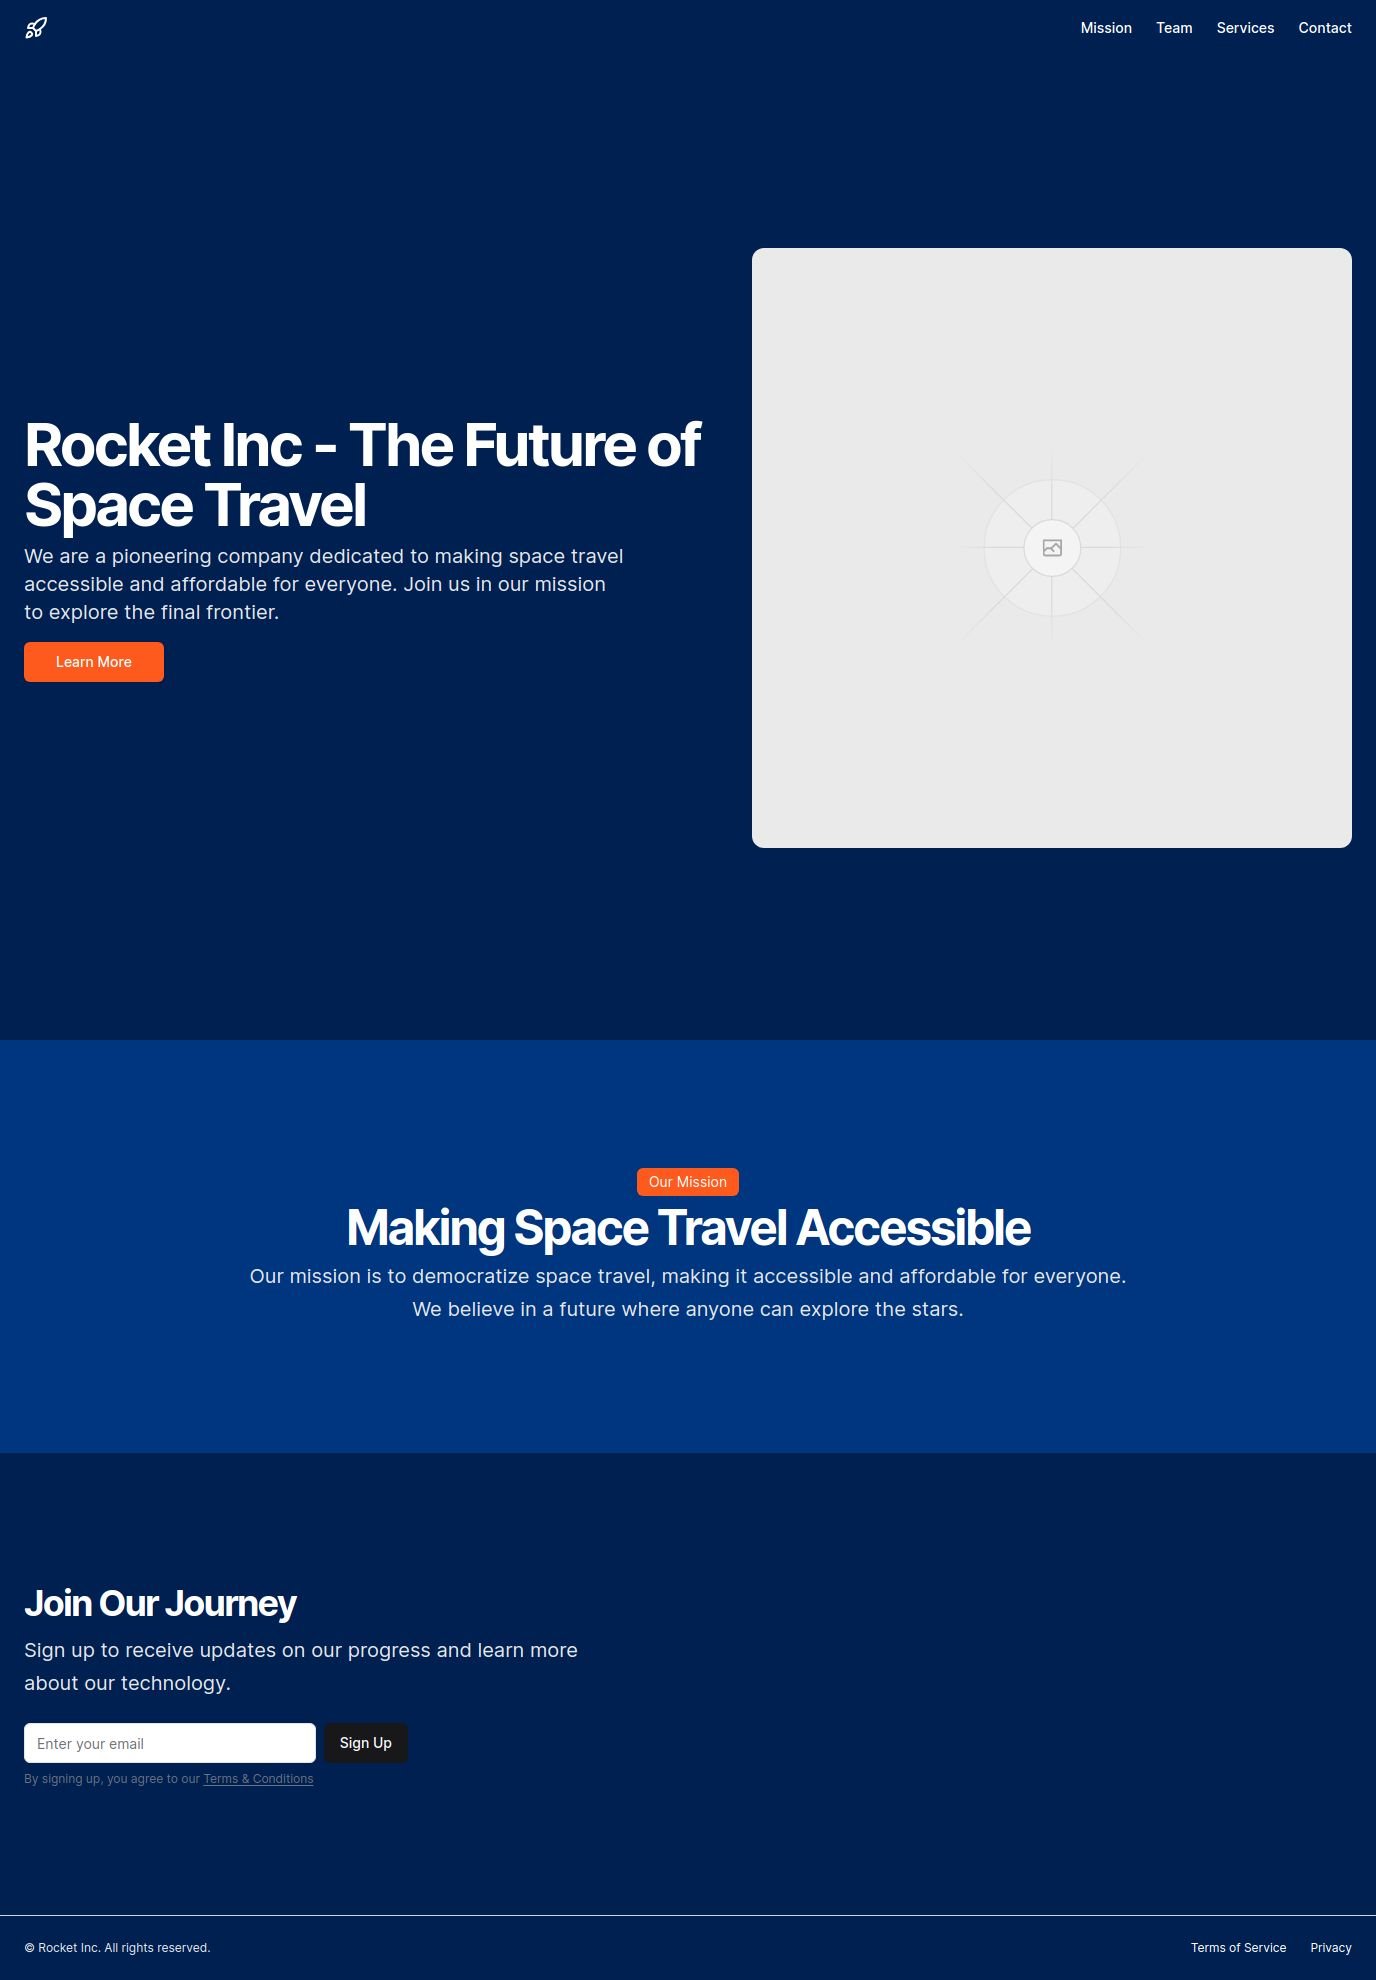 Mission
Team
Services
Contact
Rocket Inc - The Future of
Space Travel
We are a pioneering company dedicated to making space travel
accessible and affordable for everyone. Join us in our mission
to explore the final frontier.
Learn More
Our Mission
Making Space Travel Accessible
Our mission is to democratize space travel, making it accessible and affordable for everyone.
We believe in a future where anyone can explore the stars.
Join Our Journey
Sign up to receive updates on our progress and learn more
about our technology.
Enter your email
Sign Up
By signing up, you agree to our Terms & Conditions
© Rocket Inc. All rights reserved.
Terms of Service
Privacy